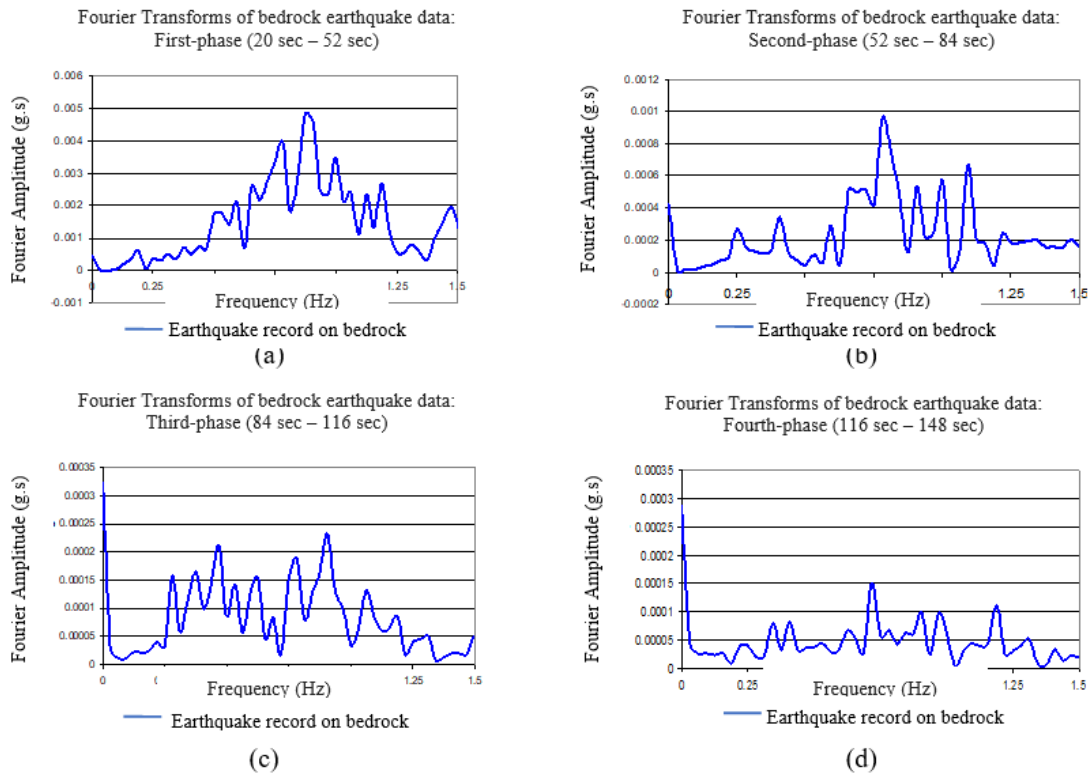 Fourier Transforms of bedrock earthquake data:
First-phase (20 sec – 52 sec)
Fourier Amplitude (g.s)
0.006
0.005
0.004
0.003
0.002
0.001
0
-0.001
0
0.25
Frequency (Hz)
1.25
1.5
Earthquake record on bedrock
(a)
Fourier Transforms of bedrock earthquake data:
Second-phase (52 sec – 84 sec)
Fourier Amplitude (g.s)
0.0012
0.001
0.0008
0.0006
0.0004
0.0002
0
-0.0002
0
0.25
Frequency (Hz)
1.25
1.5
Earthquake record on bedrock
(b)
Fourier Transforms of bedrock earthquake data:
Third-phase (84 sec – 116 sec)
Fourier Amplitude (g.s)
0.00035
0.0003
0.00025
0.0002
0.00015
0.0001
0.00005
0
0
Frequency (Hz)
1.25
1.5
Earthquake record on bedrock
(c)
Fourier Transforms of bedrock earthquake data:
Fourth-phase (116 sec – 148 sec)
Fourier Amplitude (g.s)
0.00035
0.0003
0.00025
0.0002
0.00015
0.0001
0.00005
0
0
0.25
Frequency (Hz)
1.25
1.5
Earthquake record on bedrock
(d)